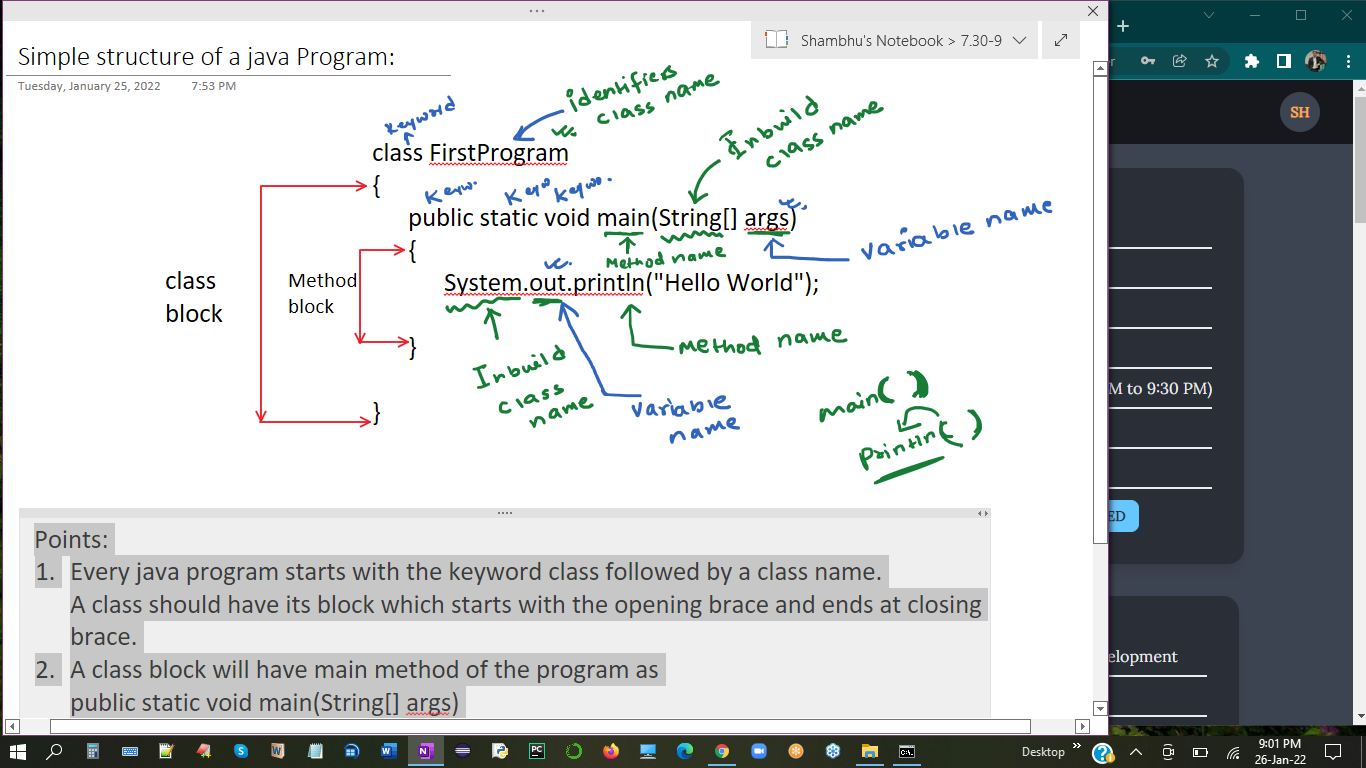 Shambhu's Notebook > 7.30-9
Simple structure of a java Program:
Tuesday, January 25, 2022 7:53 PM
SH
keyword
identifiers
class name
Inbuild
class name
class FirstProgram
{
Keyw. Keyw Keyw.
public static void main(String[] args)
variable name
{
Method name
System.out.println("Hello World");
class
block
Method
block
}
Method name
Inbuild
class
name
variable
name
main( )
println( )
}
M to 9:30 PM)
ED
Points:
1. Every java program starts with the keyword class followed by a class name.
A class should have its block which starts with the opening brace and ends at closing
brace.
2. A class block will have main method of the program as
public static void main(String[] args)
elopment
Desktop
9:01 PM
26-Jan-22